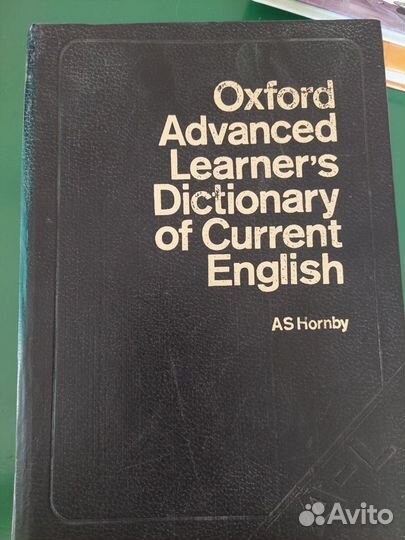 Oxford
Advanced
Learner's
Dictionary
of Current
English
AS Hornby
Avito